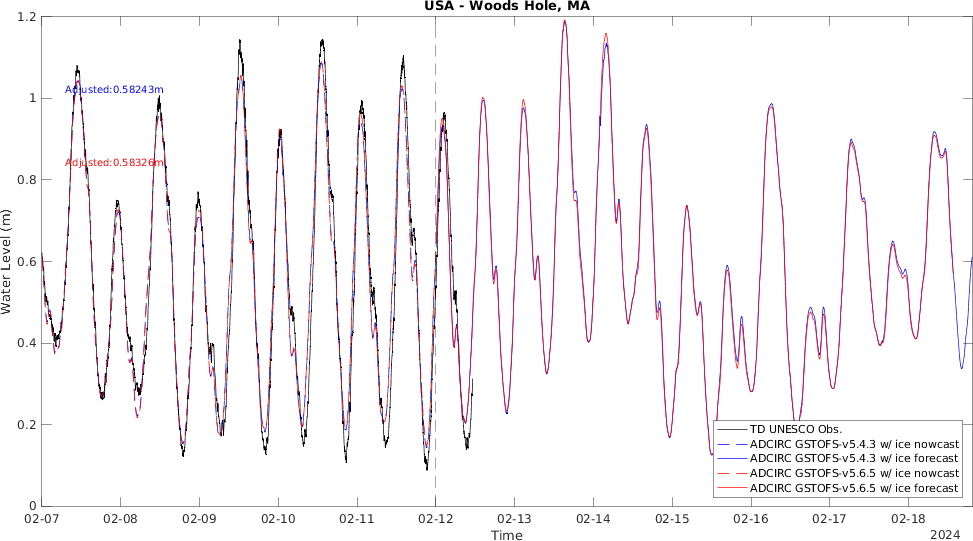 USA - Woods Hole, MA
1.2
1
0.8
0.6
0.4
0.2
0
Water Level (m)
Adjusted:0.58243m
Adjusted:0.58326m
TD UNESCO Obs.
ADCIRC GSTOFS-v5.4.3 w/ ice nowcast
ADCIRC GSTOFS-v5.4.3 w/ ice forecast
ADCIRC GSTOFS-v5.6.5 w/ ice nowcast
ADCIRC GSTOFS-v5.6.5 w/ ice forecast
02-07 02-08 02-09 02-10 02-11 02-12 02-13 02-14 02-15 02-16 02-17 02-18
Time
2024